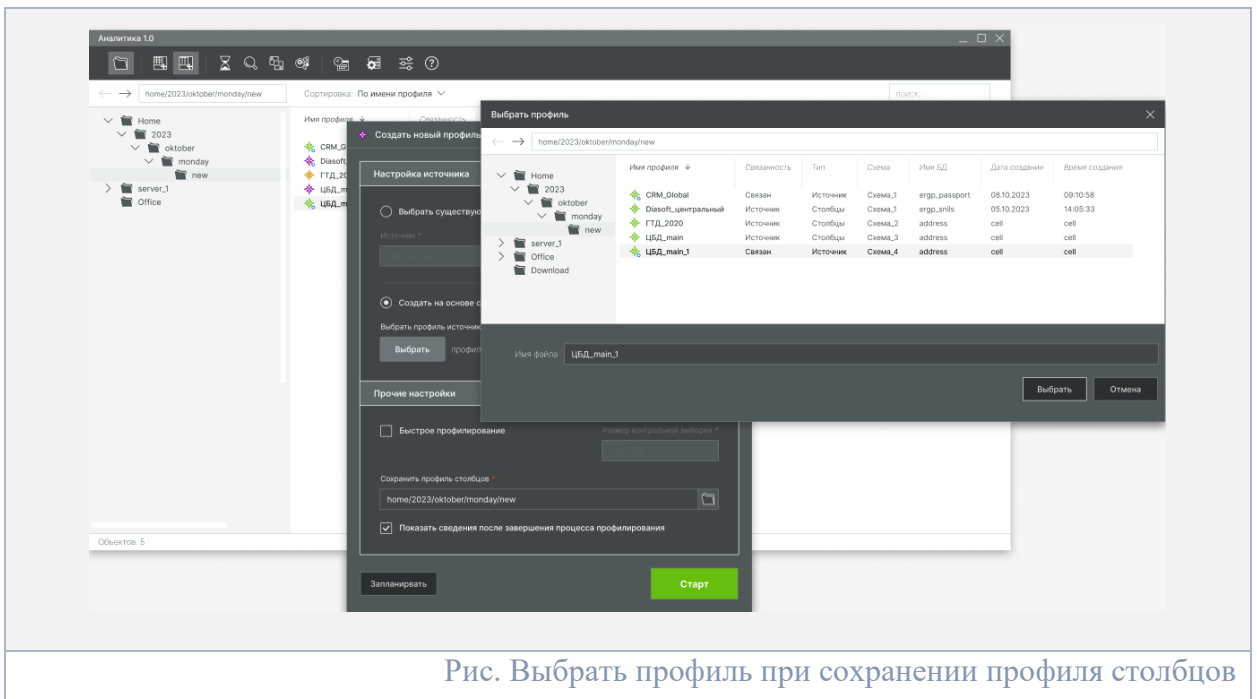 Аналитика 1.0
home/2023/oktober/monday/new
Сортировка: По имени профиля
поиск...
Home
2023
oktober
monday
new
server_1
Office
Имя профиля
Связанность
CRM_G
Diasoft_
ГТД_20
ЦБД_m
ЦБД_m
Объектов: 5
Создать новый профиль
Настройка источника
Выбрать существую
Источник *
Создать на основе с
Выбрать профиль источник
Выбрать профил
Прочие настройки
Быстрое профилирование
Размер контрольной выборки *
Сохранить профиль столбцов *
home/2023/oktober/monday/new
Показать сведения после завершения процесса профилирования
Запланирвать
Старт
Выбрать профиль
home/2023/oktober/monday/new
Home
2023
oktober
monday
new
server_1
Office
Download
Имя профиля Связанность Тип Схема Имя БД Дата создания Время создания
CRM_Global Связан Источник Схема_1 ergp_passport 08.10.2023 09:10:58
Diasoft_центральный Источник Столбцы Схема_1 ergp_snils 05.10.2023 14:05:33
ГТД_2020 Источник Столбцы Схема_2 address cell cell
ЦБД_main Источник Столбцы Схема_3 address cell cell
ЦБД_main_1 Связан Источник Схема_4 address cell cell
Имя файла ЦБД_main_1
Выбрать Отмена
Рис. Выбрать профиль при сохранении профиля столбцов